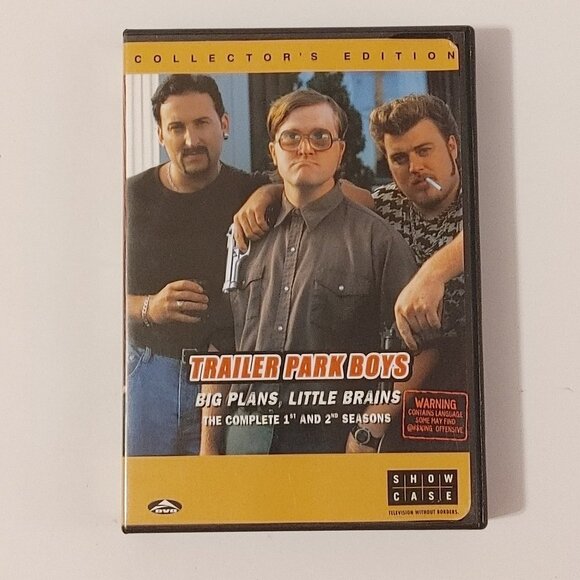 COLLECTOR'S EDITION
TRAILER PARK BOYS
BIG PLANS, LITTLE BRAINS
THE COMPLETE 1ST AND 2ND SEASONS
WARNING
CONTAINS LANGUAGE
SOME MAY FIND
@#$%ING OFFENSIVE
SHOW
CASE
TELEVISION WITHOUT BORDERS.
DVD